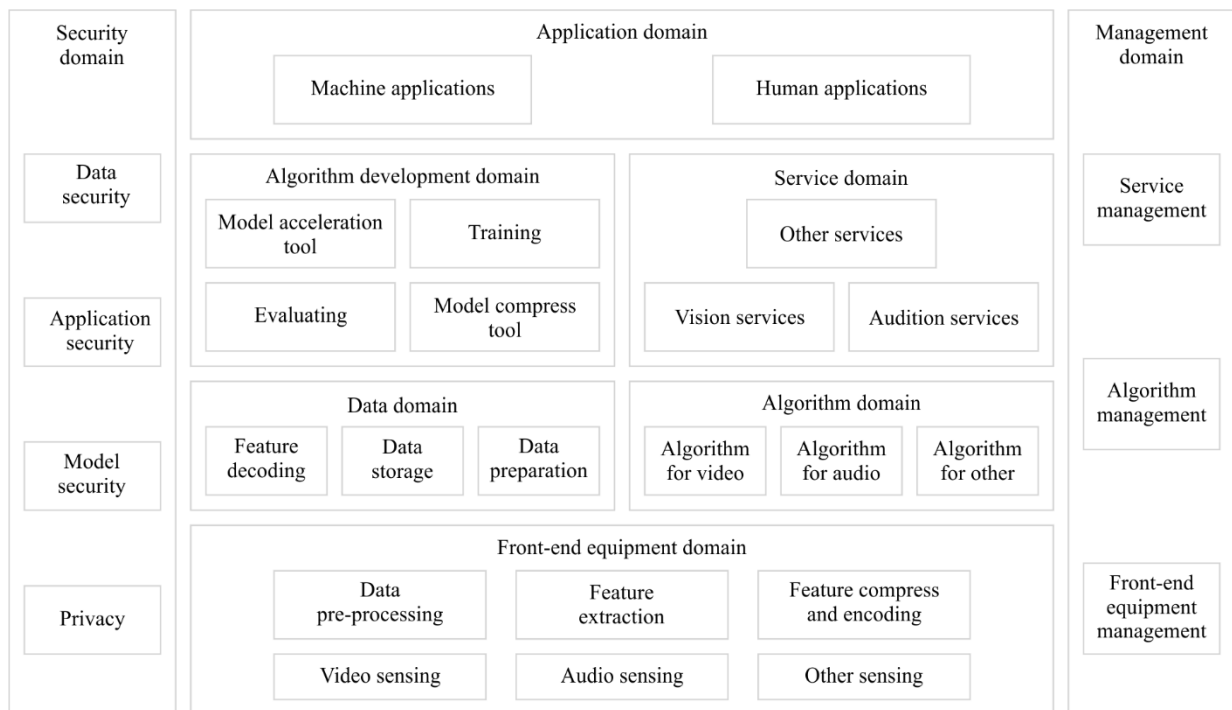 Security
domain
Data
security
Application
security
Model
security
Privacy
Application domain
Machine applications
Human applications
Algorithm development domain
Model acceleration
tool
Training
Evaluating
Model compress
tool
Service domain
Other services
Vision services
Audition services
Data domain
Feature
decoding
Data
storage
Data
preparation
Algorithm domain
Algorithm
for video
Algorithm
for audio
Algorithm
for other
Front-end equipment domain
Data
pre-processing
Feature
extraction
Feature compress
and encoding
Video sensing
Audio sensing
Other sensing
Management
domain
Service
management
Algorithm
management
Front-end
equipment
management